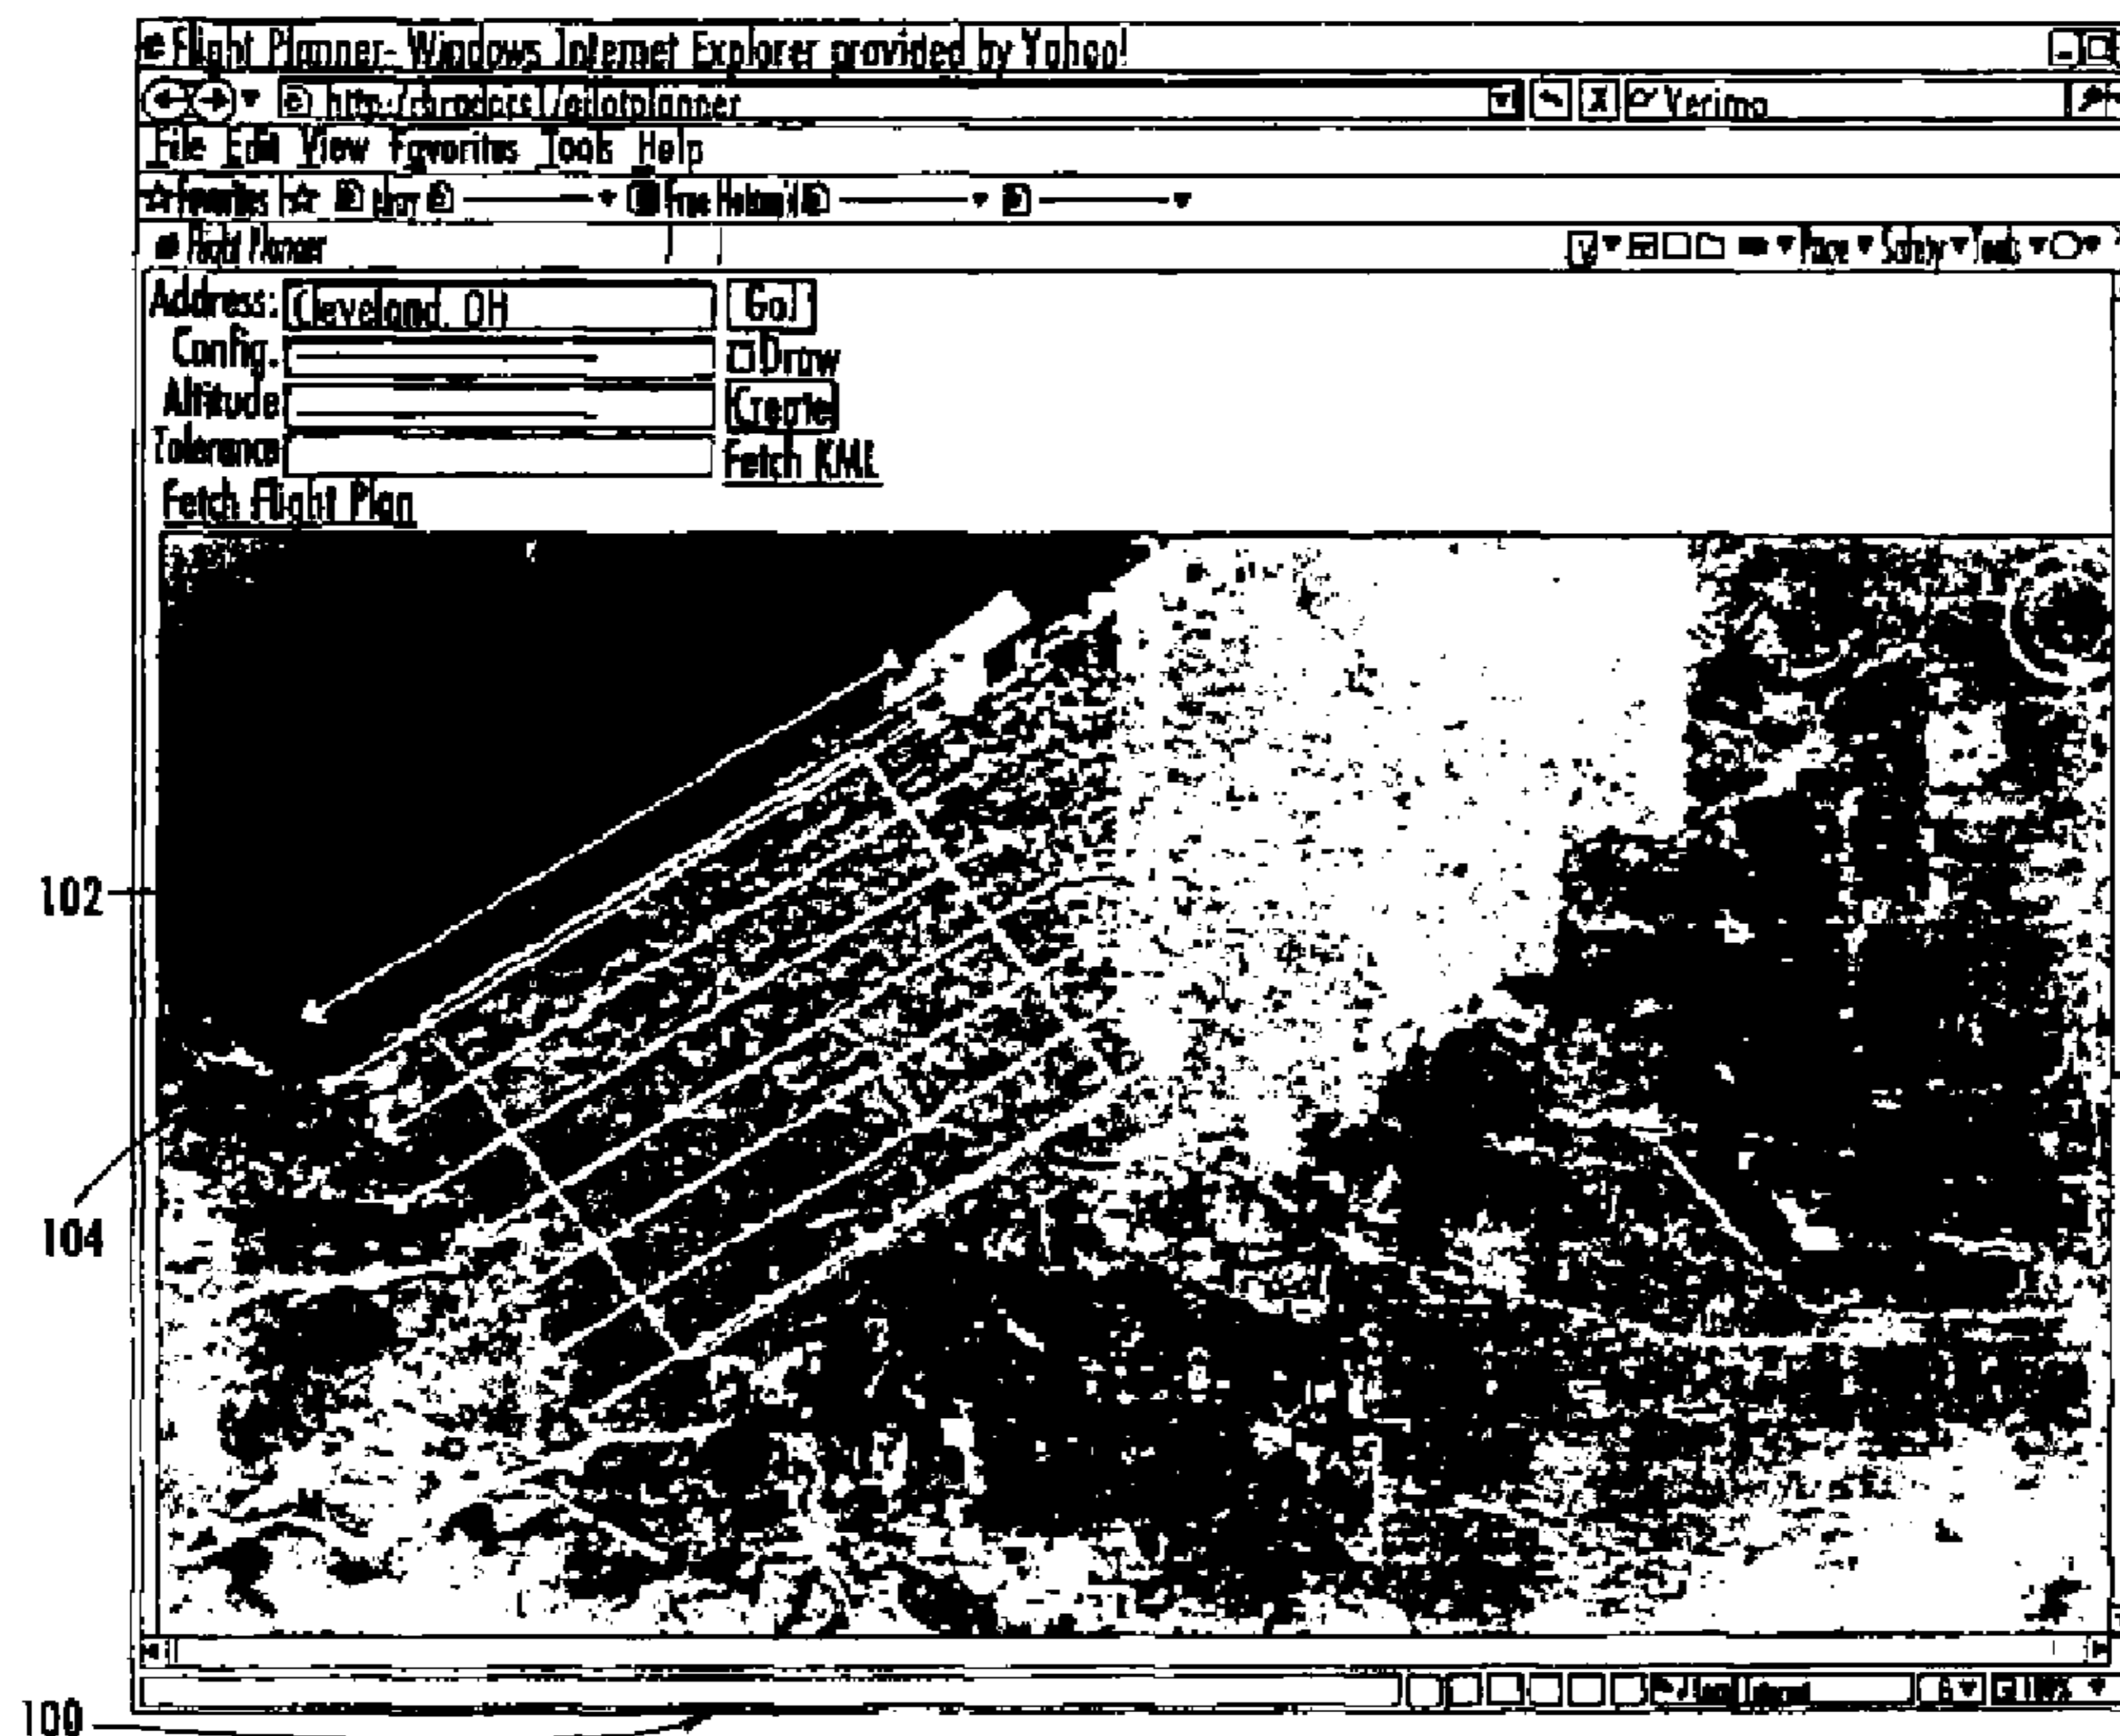 Flight Planner- Windows Internet Explorer provided by Yahoo!
File Edit View Favorites Tools Help
Favorites
Flight Planner Page Safety Tools
Address: Cleveland, OH Go!
Config. Draw
Altitude Create
Tolerance Fetch KML
Fetch Flight Plan
102
104
100